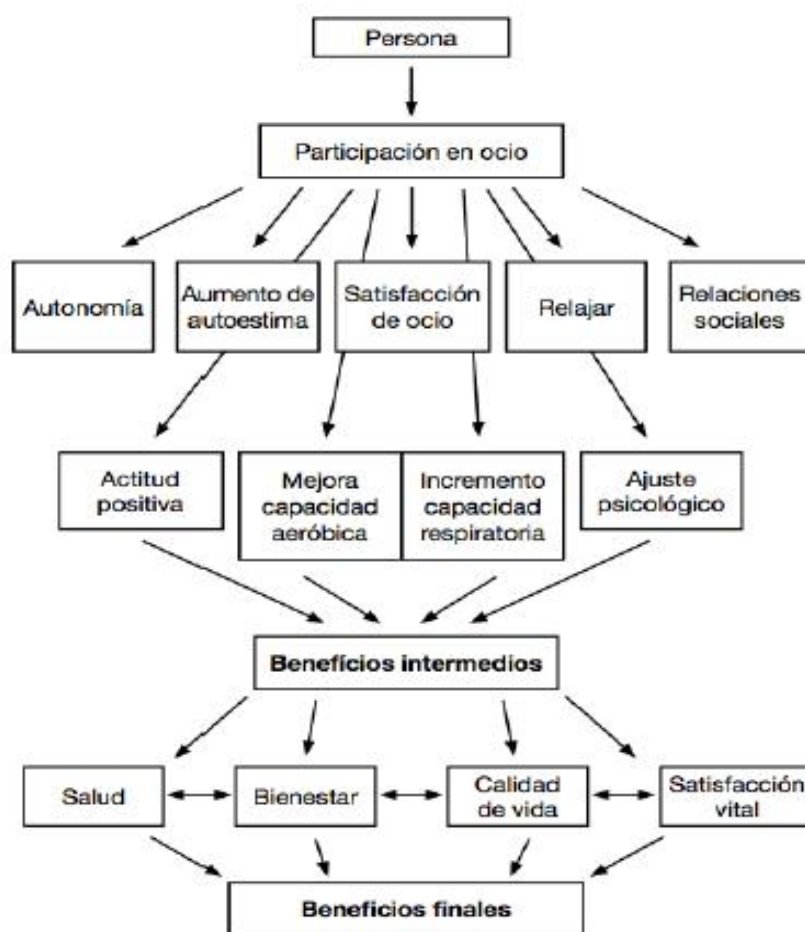 Persona
Participación en ocio
Autonomía
Aumento de
autoestima
Satisfacción
de ocio
Relajar
Relaciones
sociales
Actitud
positiva
Mejora
capacidad
aeróbica
Incremento
capacidad
respiratoria
Ajuste
psicológico
Beneficios intermedios
Salud
Bienestar
Calidad
de vida
Satisfacción
vital
Beneficios finales